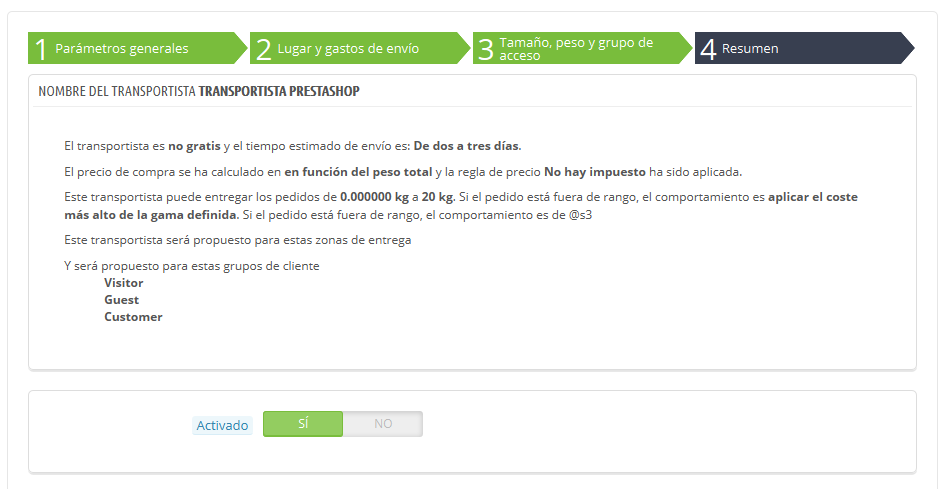 1 Parámetros generales
2 Lugar y gastos de envío
3 Tamaño, peso y grupo de
acceso
4 Resumen
NOMBRE DEL TRANSPORTISTA TRANSPORTISTA PRESTASHOP
El transportista es no gratis y el tiempo estimado de envío es: De dos a tres días.
El precio de compra se ha calculado en en función del peso total y la regla de precio No hay impuesto ha sido aplicada.
Este transportista puede entregar los pedidos de 0.000000 kg a 20 kg. Si el pedido está fuera de rango, el comportamiento es aplicar el coste
más alto de la gama definida. Si el pedido está fuera de rango, el comportamiento es de @s3
Este transportista será propuesto para estas zonas de entrega
Y será propuesto para estas grupos de cliente
Visitor
Guest
Customer
Activado SÍ NO